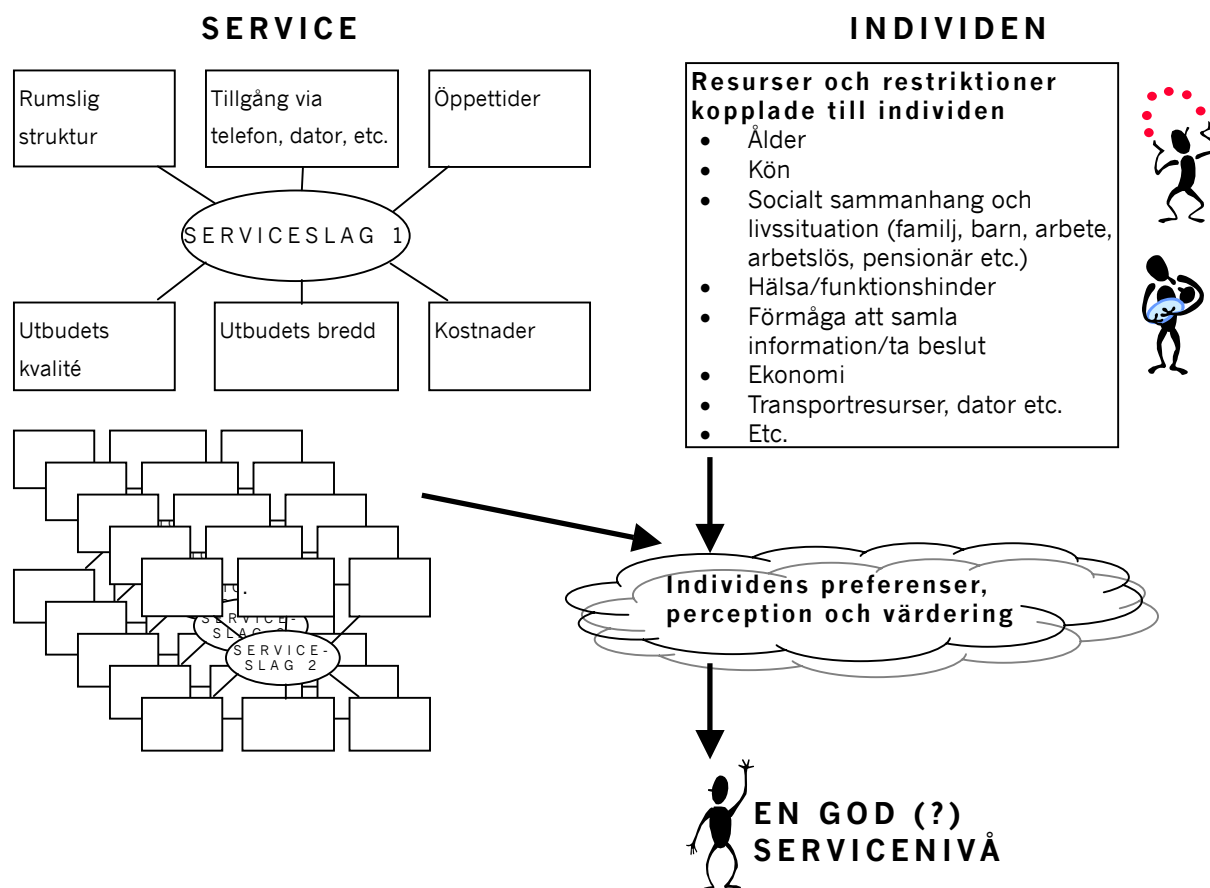 SERVICE
Rumslig
struktur
Tillgång via
telefon, dator, etc.
Öppettider
SERVICESLAG 1
Utbudets
kvalité
Utbudets bredd
Kostnader
SERVICE-
SLAG 2
INDIVIDEN
Resurser och restriktioner
kopplade till individen
• Ålder
• Kön
• Socialt sammanhang och
livssituation (familj, barn, arbete,
arbetslös, pensionär etc.)
• Hälsa/funktionshinder
• Förmåga att samla
information/ta beslut
• Ekonomi
• Transportresurser, dator etc.
• Etc.
Individens preferenser,
perception och värdering
EN GOD (?)
SERVICENIVÅ